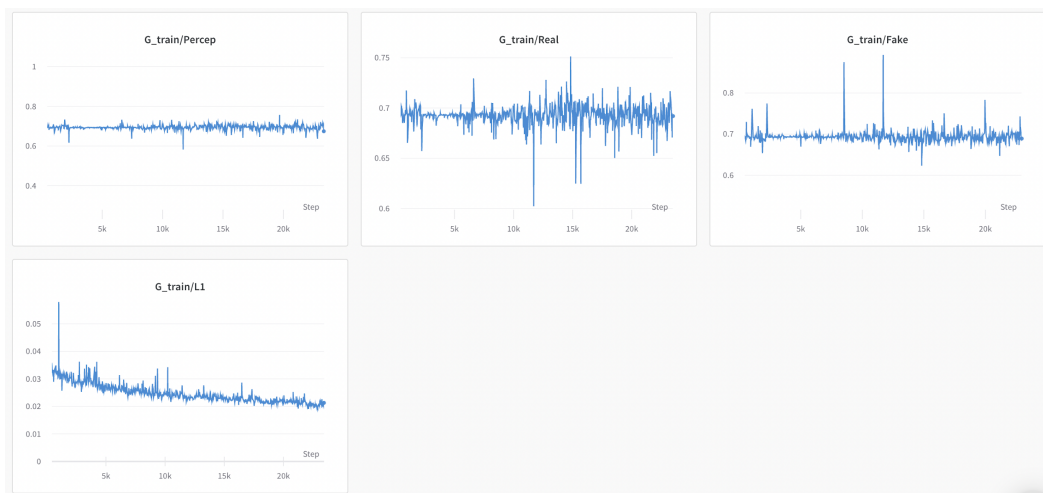 G_train/Percep
1
0.8
0.6
0.4
Step
5k
10k
15k
20k
G_train/Real
0.75
0.7
0.65
0.6
Step
5k
10k
15k
20k
G_train/Fake
0.8
0.7
0.6
Step
5k
10k
15k
20k
G_train/L1
0.05
0.04
0.03
0.02
0.01
0
Step
5k
10k
15k
20k